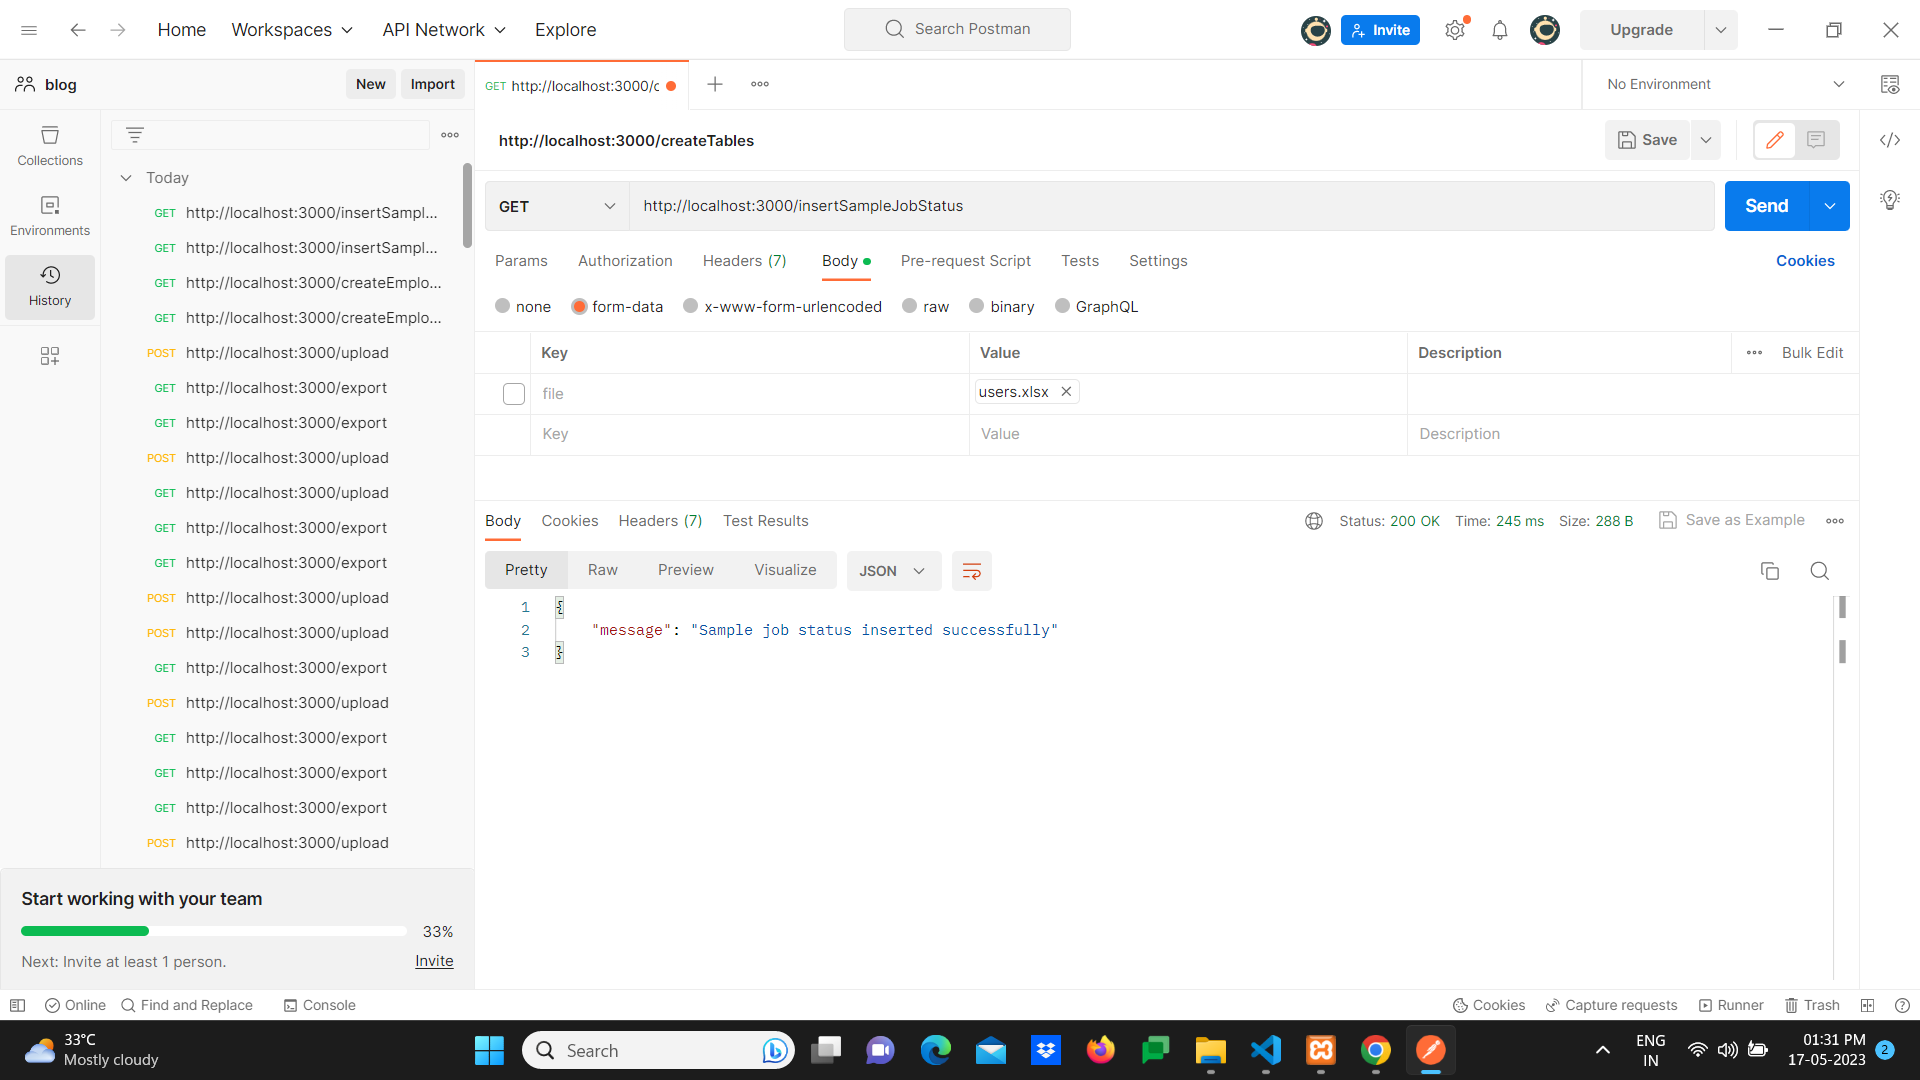 Home Workspaces API Network Explore Search Postman Invite Upgrade
blog New Import GET http://localhost:3000/c No Environment
Collections
Environments
History
Today
GET http://localhost:3000/insertSampl...
GET http://localhost:3000/insertSampl...
GET http://localhost:3000/createEmplo...
GET http://localhost:3000/createEmplo...
POST http://localhost:3000/upload
GET http://localhost:3000/export
GET http://localhost:3000/export
POST http://localhost:3000/upload
GET http://localhost:3000/upload
GET http://localhost:3000/export
GET http://localhost:3000/export
POST http://localhost:3000/upload
POST http://localhost:3000/upload
GET http://localhost:3000/export
POST http://localhost:3000/upload
GET http://localhost:3000/export
GET http://localhost:3000/export
GET http://localhost:3000/export
POST http://localhost:3000/upload
Start working with your team
33%
Next: Invite at least 1 person. Invite
http://localhost:3000/createTables Save
GET http://localhost:3000/insertSampleJobStatus Send
Params Authorization Headers (7) Body Pre-request Script Tests Settings Cookies
none form-data x-www-form-urlencoded raw binary GraphQL
Key Value Description Bulk Edit
file users.xlsx
Key Value Description
Body Cookies Headers (7) Test Results Status: 200 OK Time: 245 ms Size: 288 B Save as Example
Pretty Raw Preview Visualize JSON
1 {
2 "message": "Sample job status inserted successfully"
3 }
Online Find and Replace Console Cookies Capture requests Runner Trash
33°C
Mostly cloudy
Search
ENG
IN
01:31 PM
17-05-2023
2